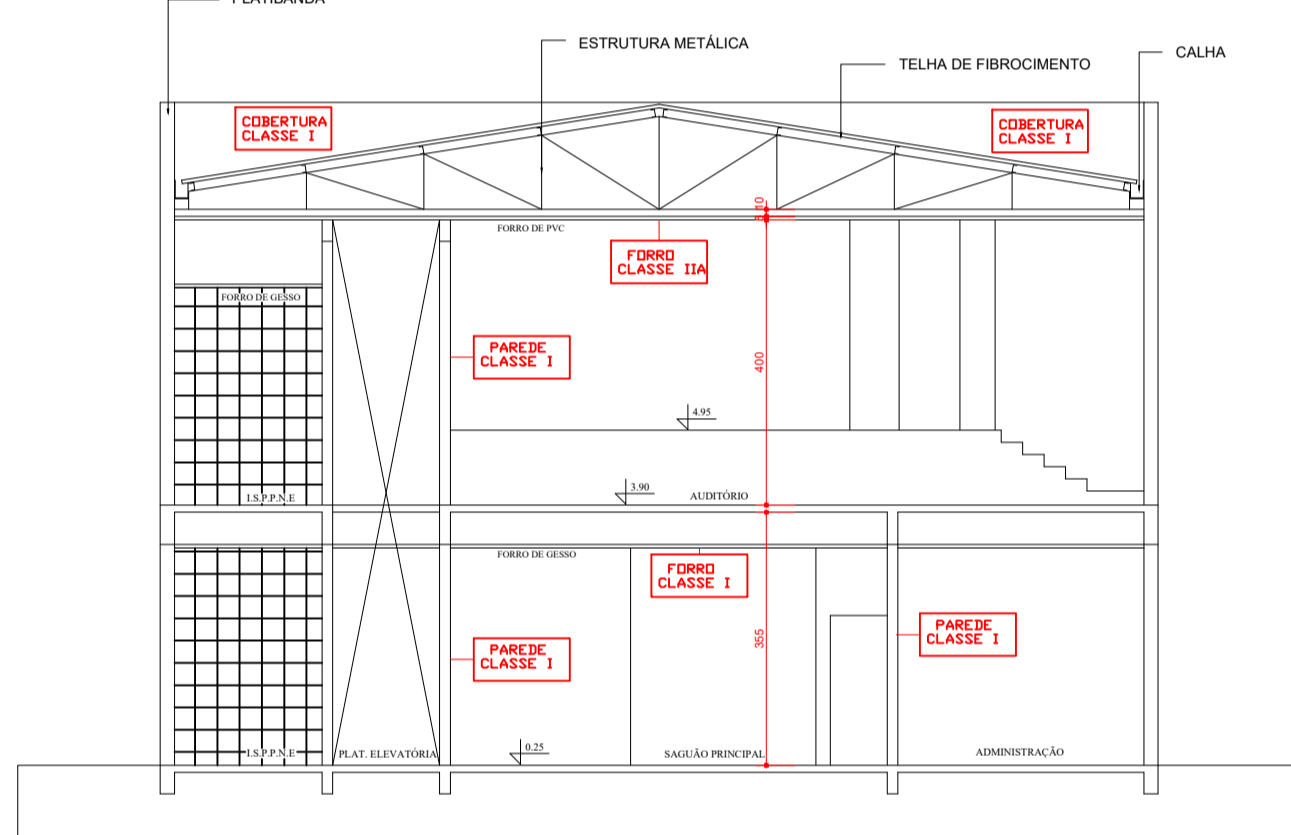 PLATIBANDA
ESTRUTURA METÁLICA
CALHA
TELHA DE FIBROCIMENTO
COBERTURA
CLASSE I
COBERTURA
CLASSE I
10
FORRO DE PVC
FORRO
CLASSE IIA
FORRO DE GESSO
PAREDE
CLASSE I
400
4.95
3.90
I.S.P.P.N.E
AUDITÓRIO
FORRO DE GESSO
FORRO
CLASSE I
PAREDE
CLASSE I
355
PAREDE
CLASSE I
0.25
I.S.P.P.N.E
PLAT. ELEVATÓRIA
SAGUÃO PRINCIPAL
ADMINISTRAÇÃO